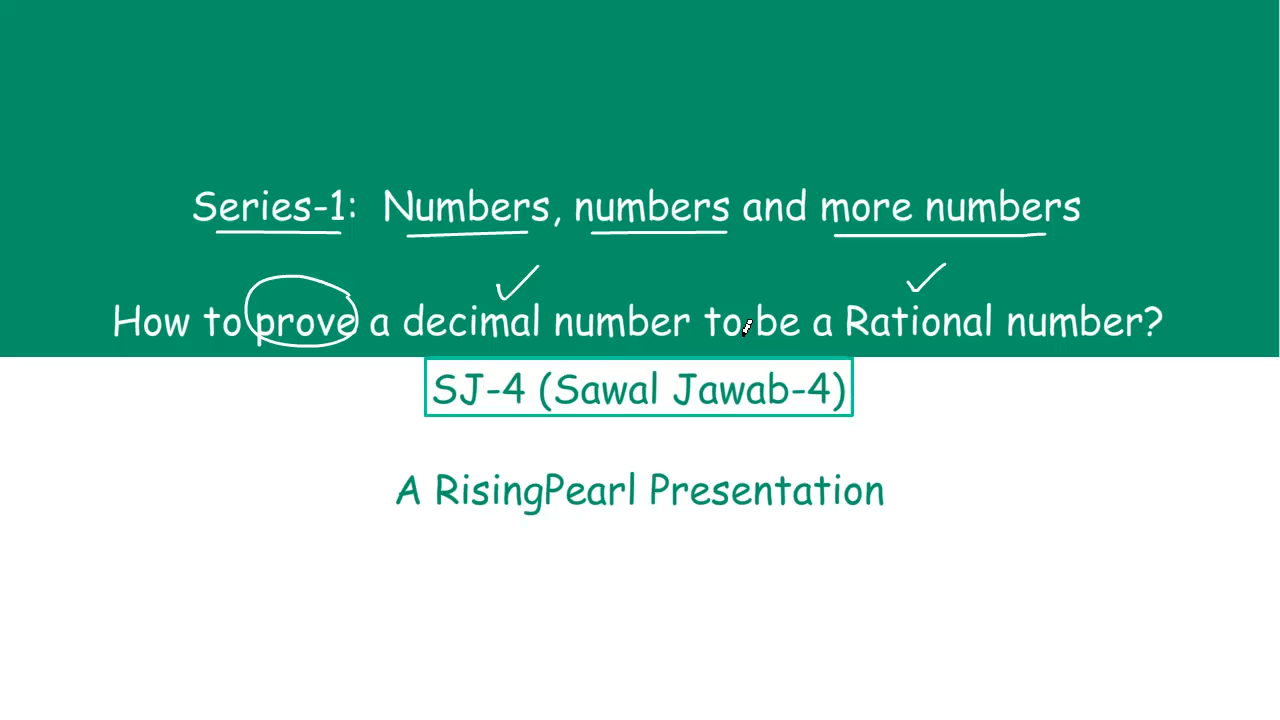 Series-1: Numbers, numbers and more numbers
How to prove a decimal number to be a Rational number?
SJ-4 (Sawal Jawab-4)
A RisingPearl Presentation